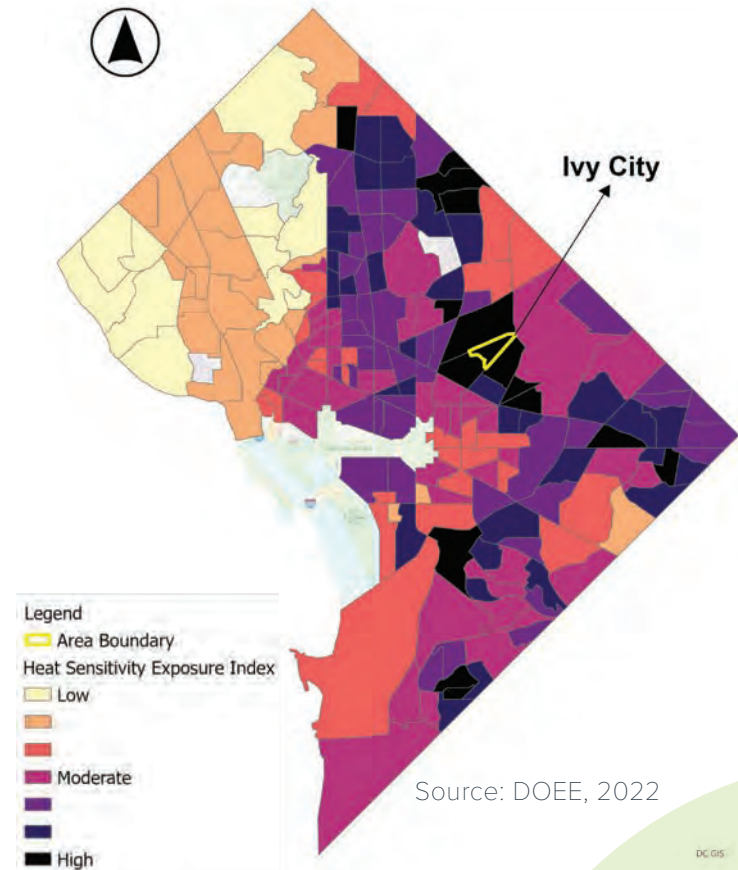 Ivy City
Legend
Area Boundary
Heat Sensitivity Exposure Index
Low
Moderate
High
Source: DOEE, 2022
DC GIS